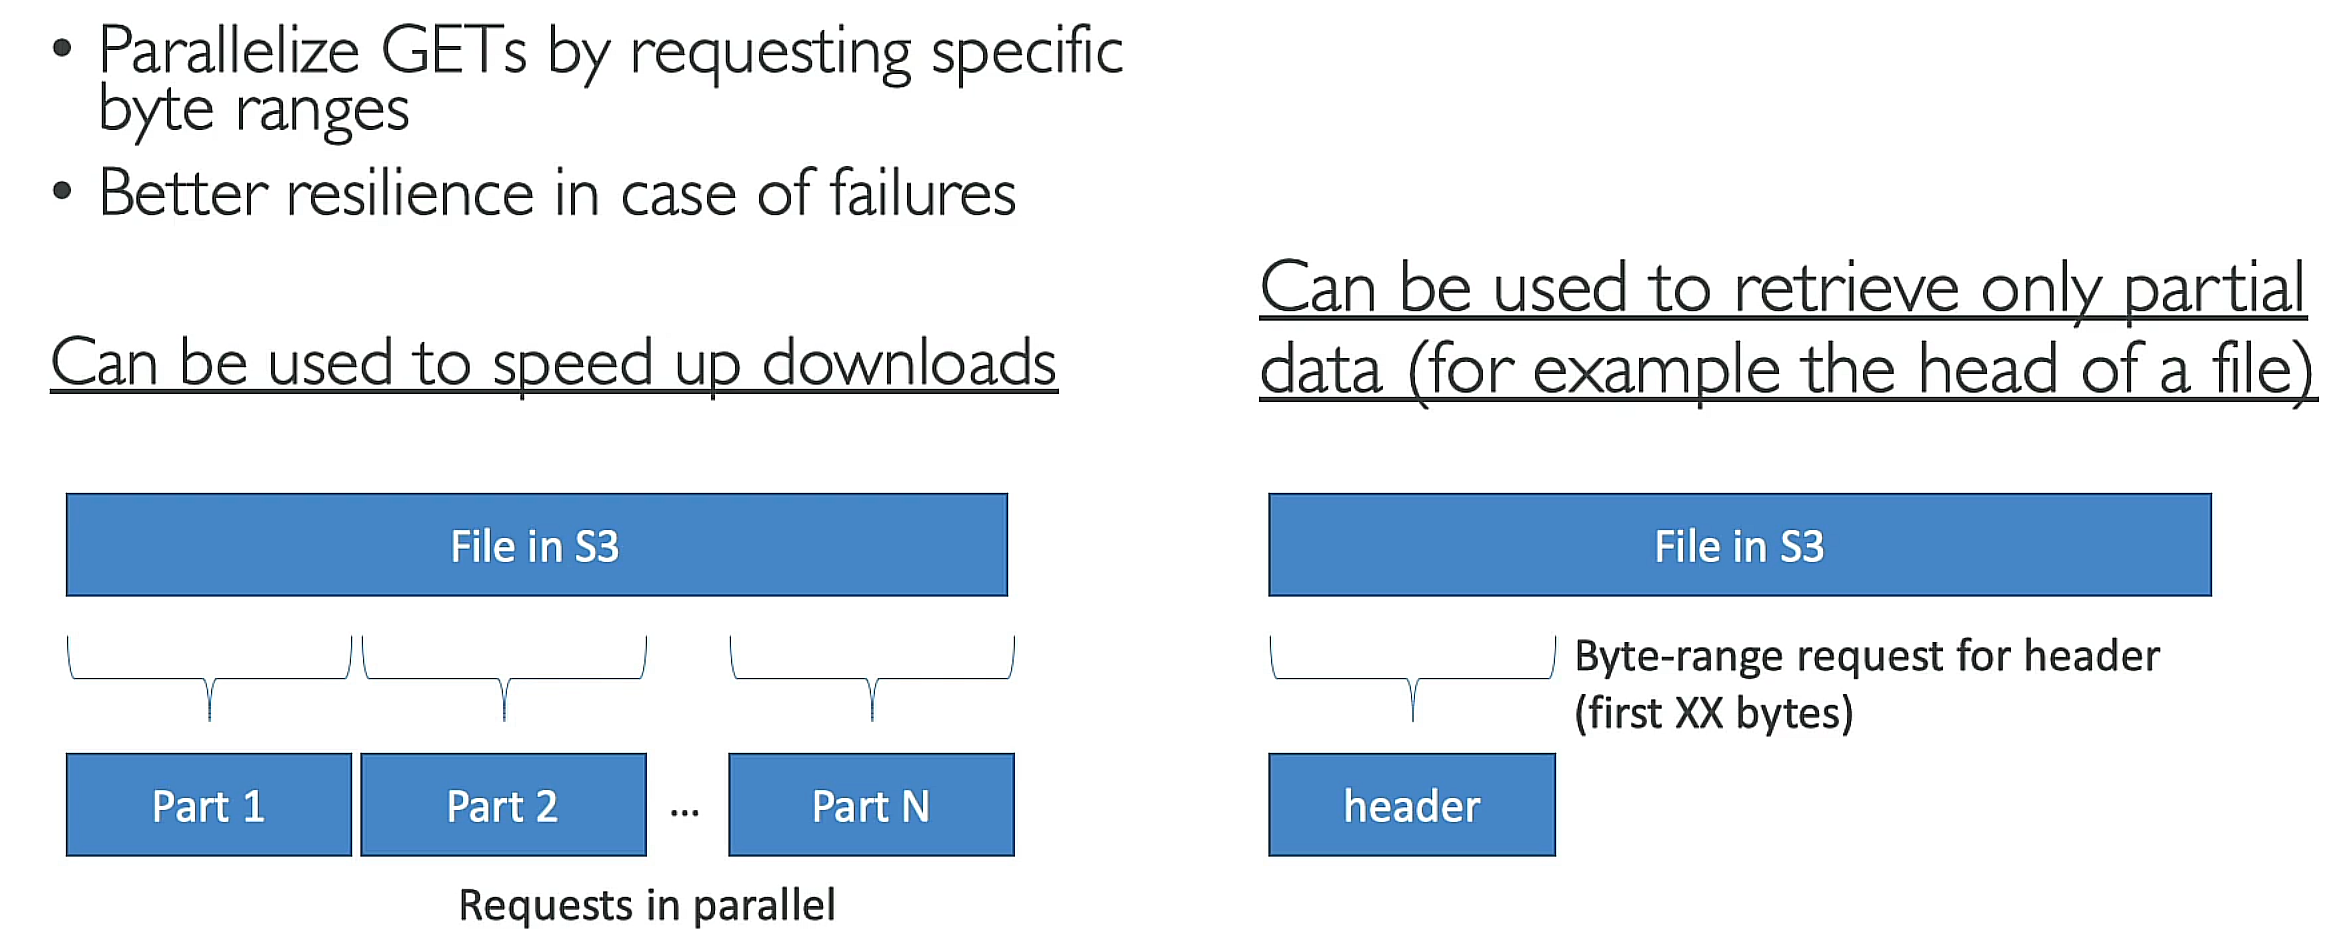 • Parallelize GETs by requesting specific
byte ranges
• Better resilience in case of failures
Can be used to speed up downloads
File in S3
Part 1
Part 2
...
Part N
Requests in parallel
Can be used to retrieve only partial
data (for example the head of a file)
File in S3
Byte-range request for header
(first XX bytes)
header